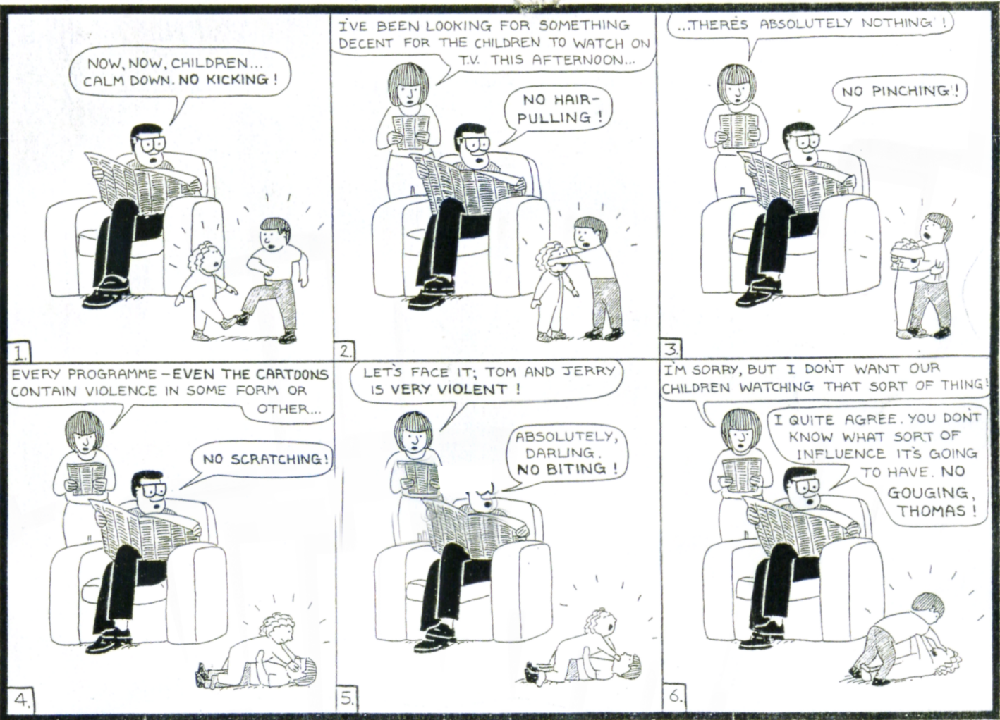 NOW, NOW, CHILDREN...
CALM DOWN. NO KICKING!
1.
I'VE BEEN LOOKING FOR SOMETHING
DECENT FOR THE CHILDREN TO WATCH ON
T.V. THIS AFTERNOON...
NO HAIR-
PULLING!
2.
...THERE'S ABSOLUTELY NOTHING!
NO PINCHING!
3.
EVERY PROGRAMME – EVEN THE CARTOONS
CONTAIN VIOLENCE IN SOME FORM OR
OTHER...
NO SCRATCHING!
4.
LET'S FACE IT; TOM AND JERRY
IS VERY VIOLENT!
ABSOLUTELY,
DARLING.
NO BITING!
5.
I'M SORRY, BUT I DON'T WANT OUR
CHILDREN WATCHING THAT SORT OF THING!
I QUITE AGREE. YOU DON'T
KNOW WHAT SORT OF
INFLUENCE IT'S GOING
TO HAVE. NO
GOUGING,
THOMAS!
6.